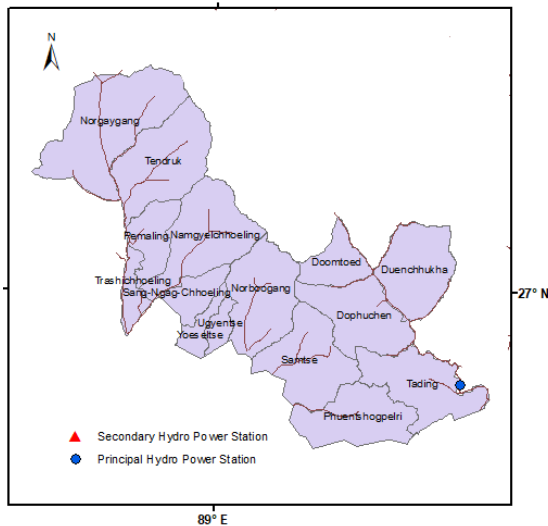 N
Norgaygang
Tendruk
Pemaling
Namgyelchhoeling
Doomtoed
Duenchhukha
Trashichhoeling
Sang-Ngag-Chhoeling
Norboogang
27° N
Dophuchen
Ugyentse
Yoeseltse
Samtse
Tading
Phuentshogpelri
Secondary Hydro Power Station
Principal Hydro Power Station
89° E